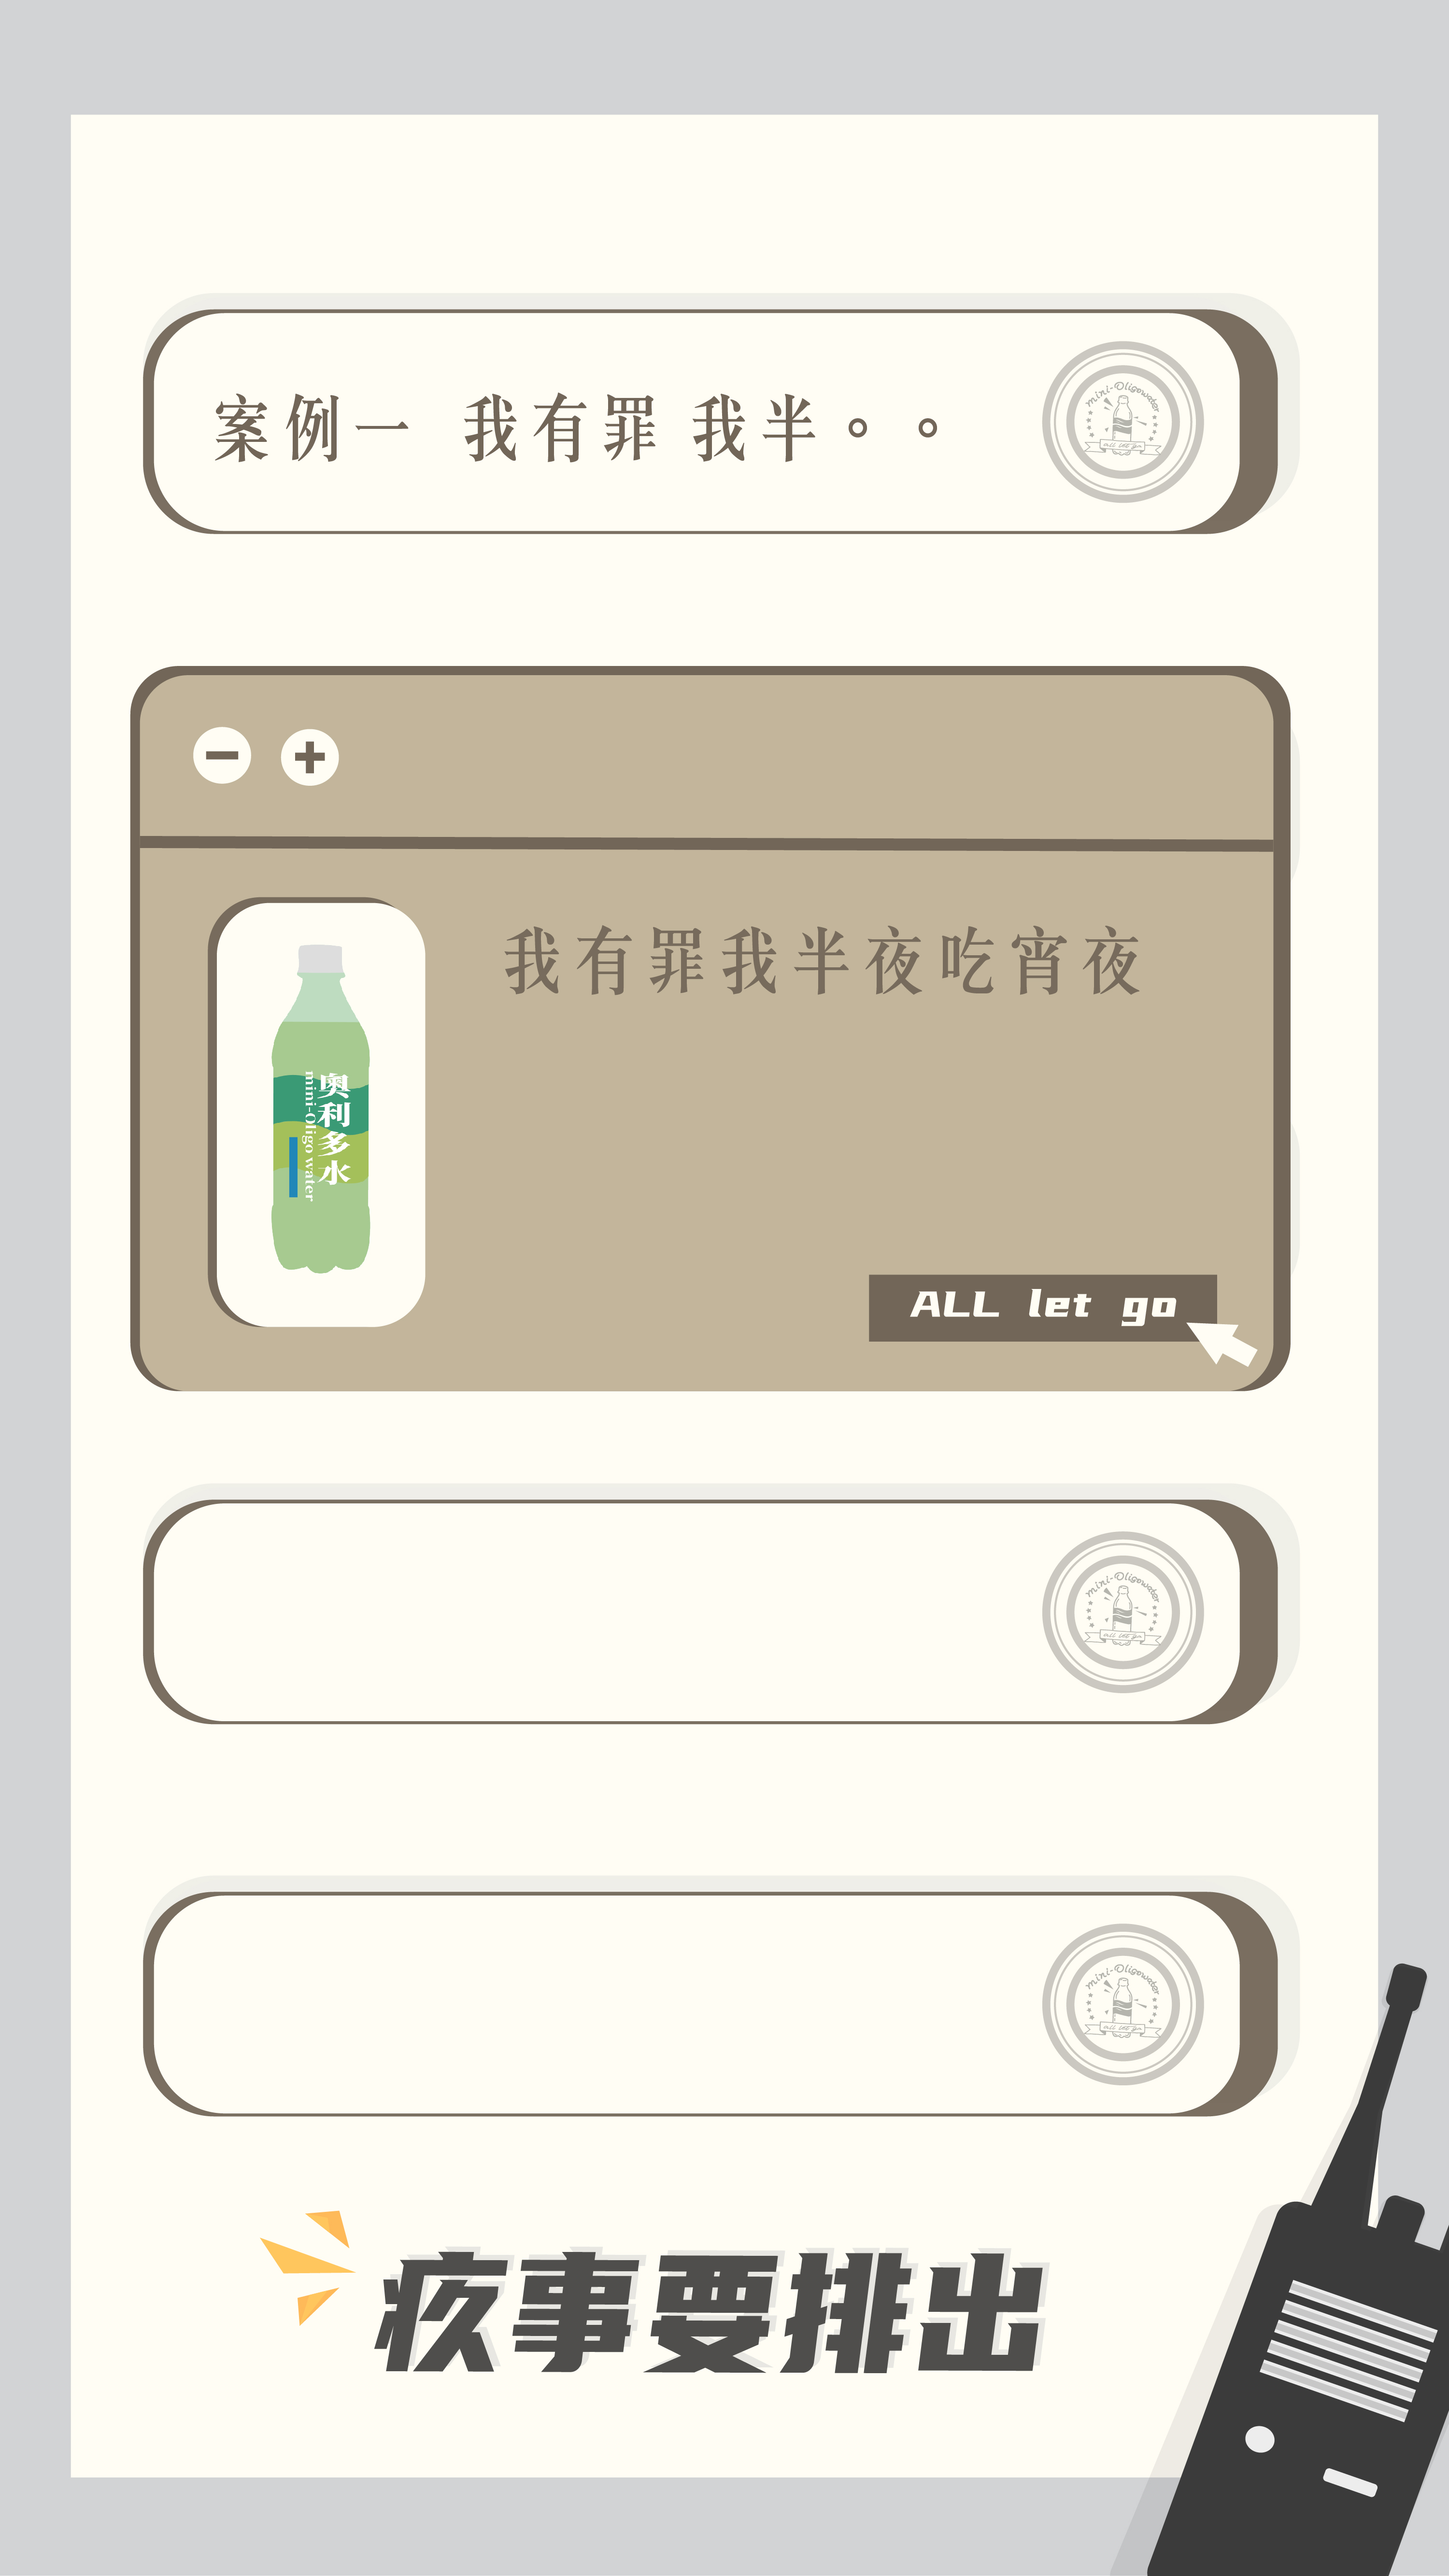 案例一 我有罪 我半。。
mini-Oligowater
all let go
我有罪我半夜吃宵夜
奥利多水
mini-Oligo water
ALL let go
mini-Oligowater
all let go
mini-Oligowater
all let go
疚事要排出